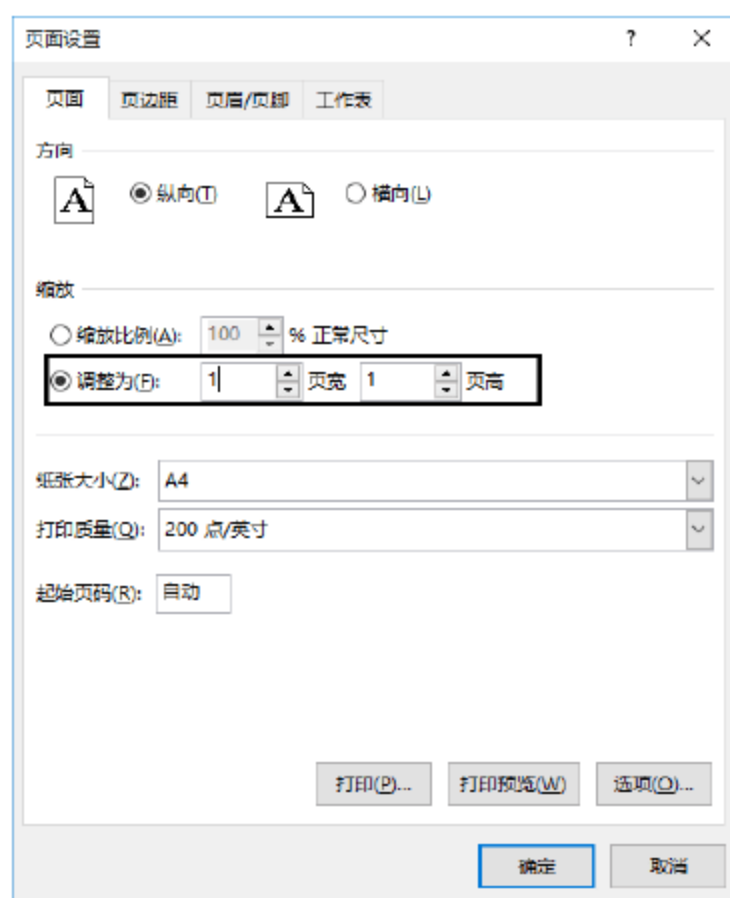 页面设置 ? ×
页面 页边距 页眉/页脚 工作表
方向
A 纵向(T) A 横向(L)
缩放
缩放比例(A): 100 % 正常尺寸
调整为(F): 1 页宽 1 页高
纸张大小(Z): A4
打印质量(Q): 200 点/英寸
起始页码(R): 自动
打印(P)... 打印预览(W) 选项(O)...
确定 取消